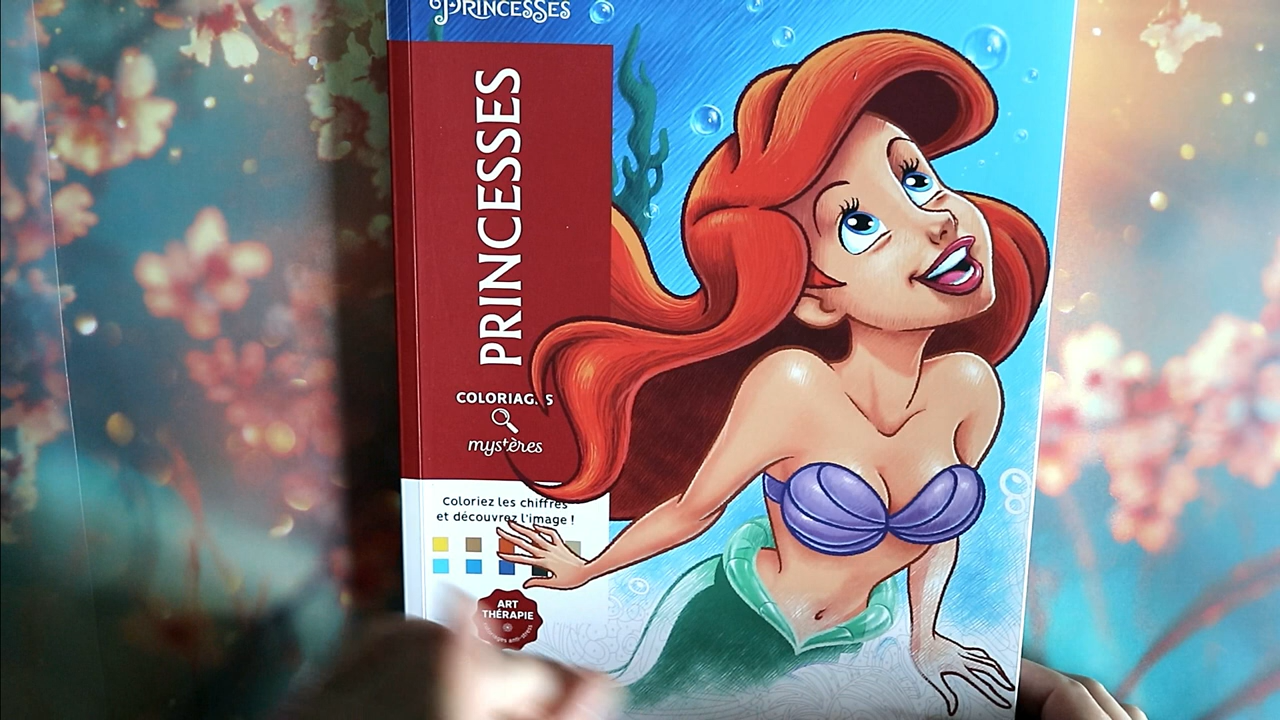 PRINCESSES
PRINCESSES
COLORIAGES
mystères
Coloriez les chiffres
et découvrez l'image !
ART
THÉRAPIE